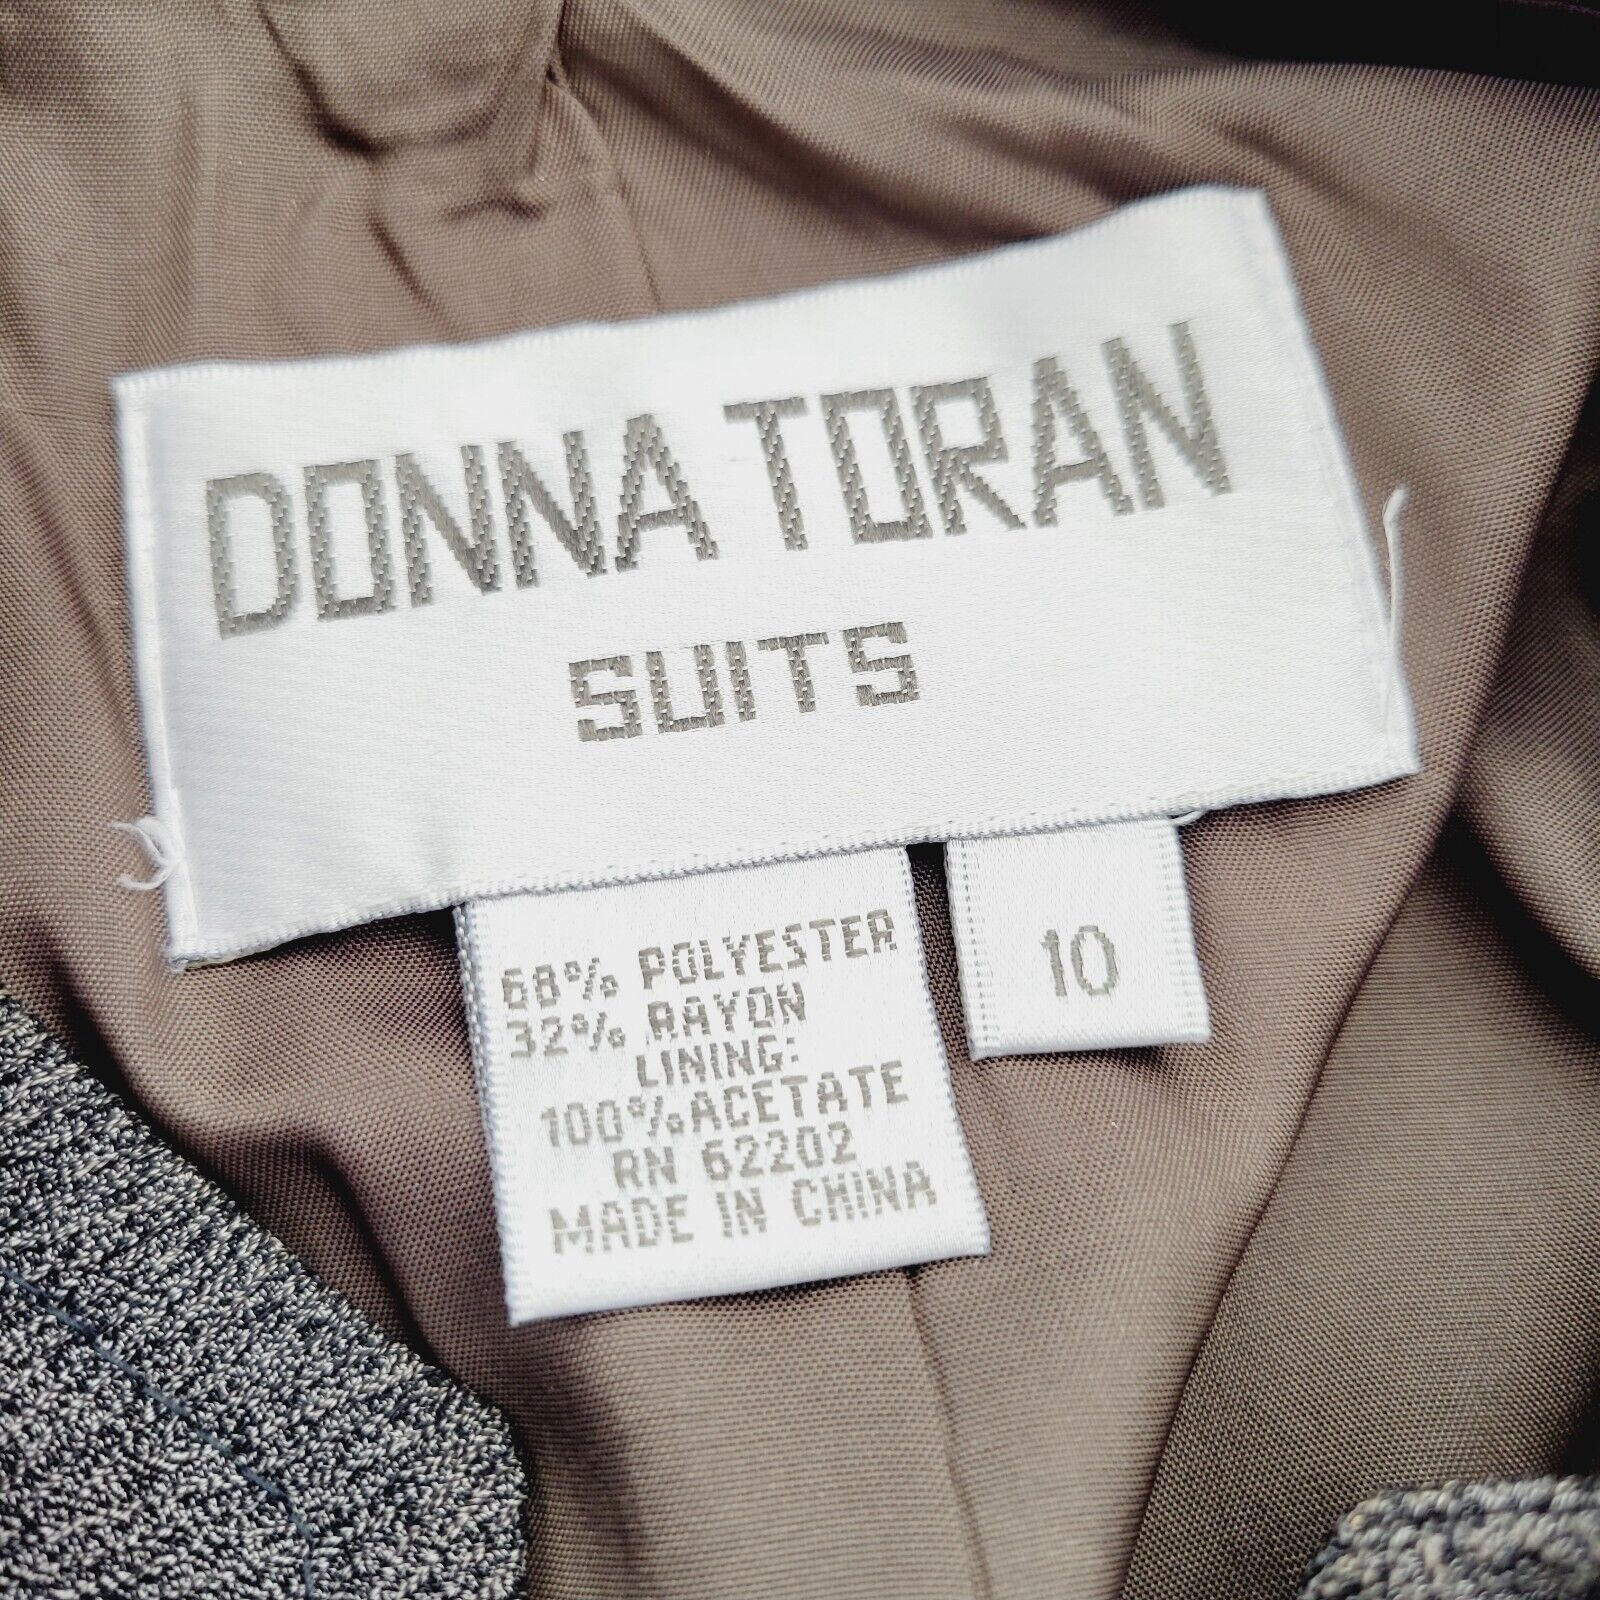 DONNA TORAN
SUITS
10
68% POLYESTER
32% RAYON
LINING:
100% ACETATE
RN 62202
MADE IN CHINA